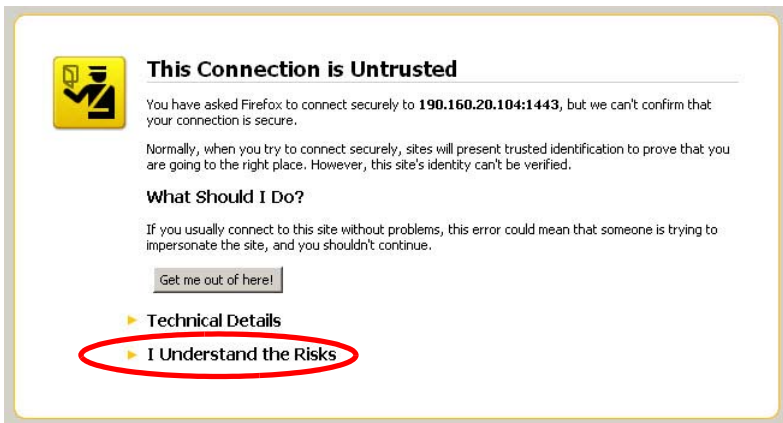 This Connection is Untrusted
You have asked Firefox to connect securely to 190.160.20.104:1443, but we can't confirm that
your connection is secure.
Normally, when you try to connect securely, sites will present trusted identification to prove that you
are going to the right place. However, this site's identity can't be verified.
What Should I Do?
If you usually connect to this site without problems, this error could mean that someone is trying to
impersonate the site, and you shouldn't continue.
Get me out of here!
Technical Details
I Understand the Risks